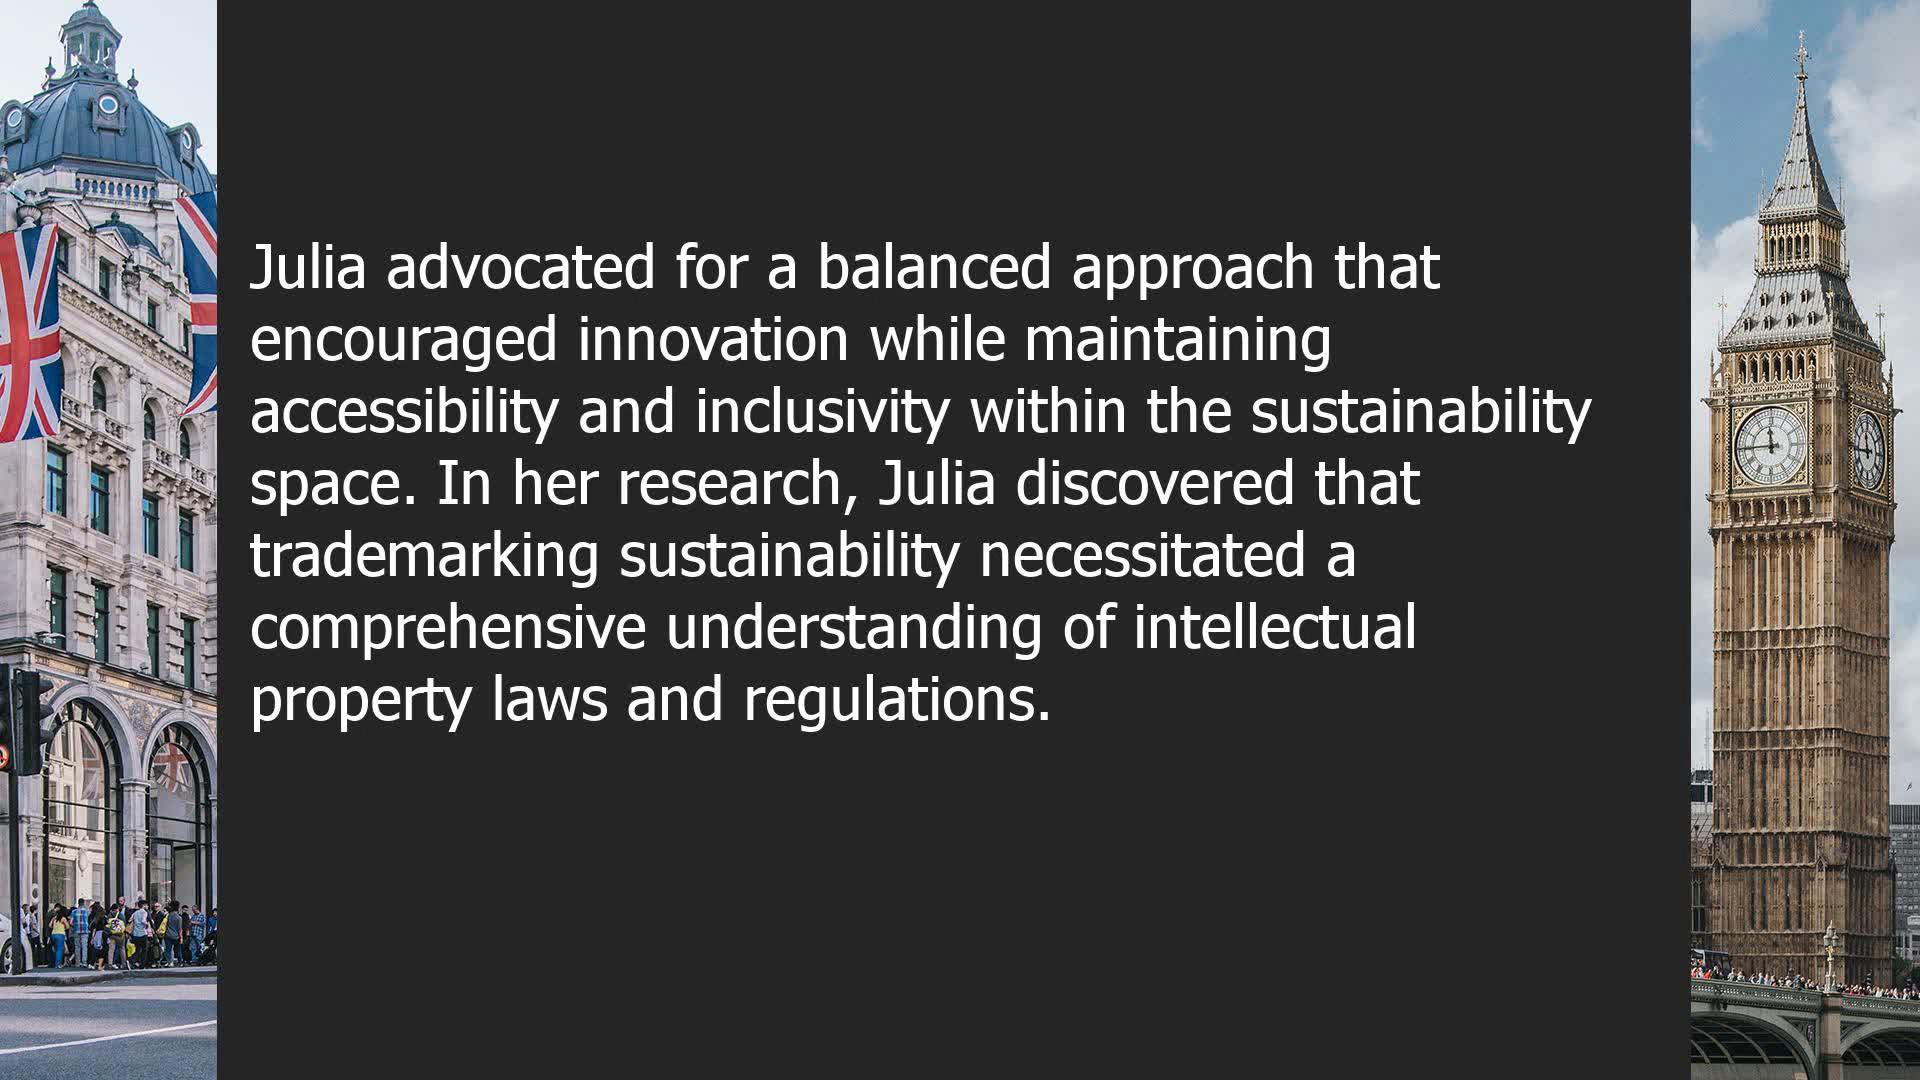 Julia advocated for a balanced approach that
encouraged innovation while maintaining
accessibility and inclusivity within the sustainability
space. In her research, Julia discovered that
trademarking sustainability necessitated a
comprehensive understanding of intellectual
property laws and regulations.